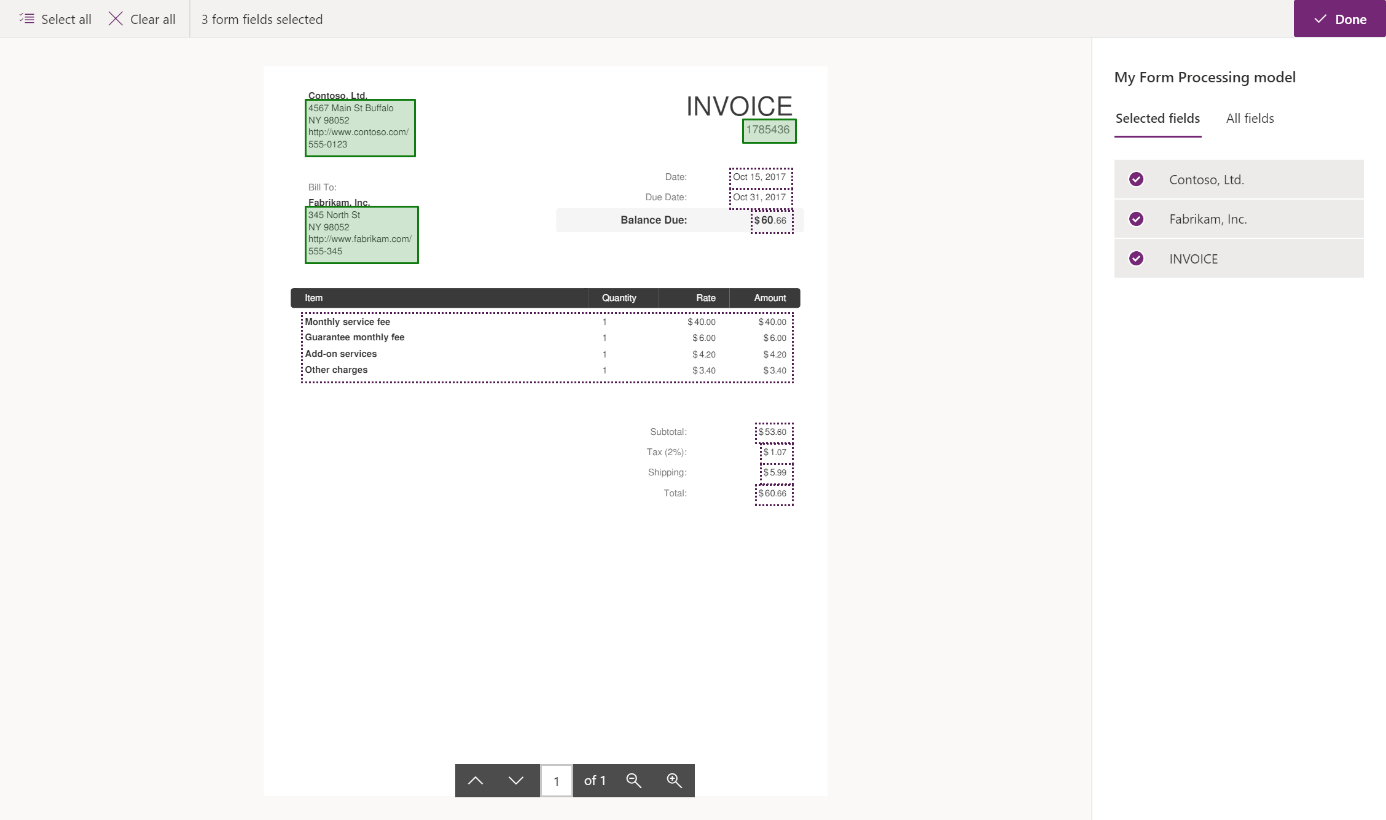 Select all Clear all 3 form fields selected Done
My Form Processing model
Selected fields All fields
Contoso, Ltd.
Fabrikam, Inc.
INVOICE
Contoso, Ltd.
4567 Main St Buffalo
NY 98052
http://www.contoso.com/
555-0123
INVOICE
1785436
Bill To:
Fabrikam, Inc.
345 North St
NY 98052
http://www.fabrikam.com/
555-345
Date: Oct 15, 2017
Due Date: Oct 31, 2017
Balance Due: $60.66
Item Quantity Rate Amount
Monthly service fee 1 $40.00 $40.00
Guarantee monthly fee 1 $6.00 $6.00
Add-on services 1 $4.20 $4.20
Other charges 1 $3.40 $3.40
Subtotal: $53.60
Tax (2%): $1.07
Shipping: $5.99
Total: $60.66
1 of 1